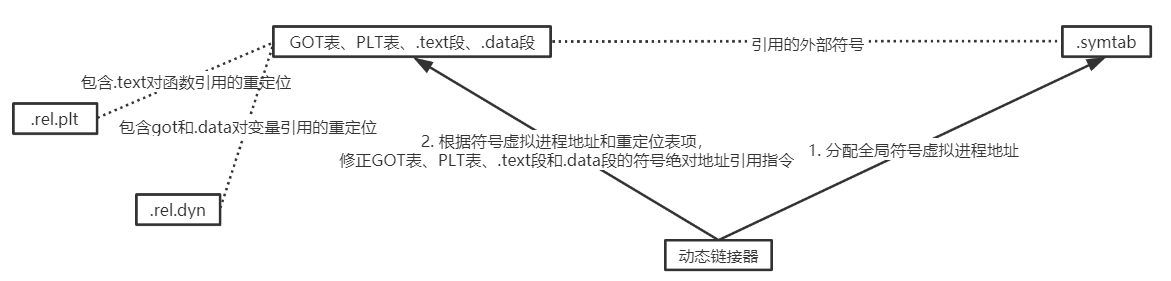 GOT表、PLT表、.text段、.data段
引用的外部符号
.symtab
包含.text对函数引用的重定位
.rel.plt
包含got和.data对变量引用的重定位
2. 根据符号虚拟进程地址和重定位表项，
修正GOT表、PLT表、.text段和.data段的符号绝对地址引用指令
1. 分配全局符号虚拟进程地址
.rel.dyn
动态链接器